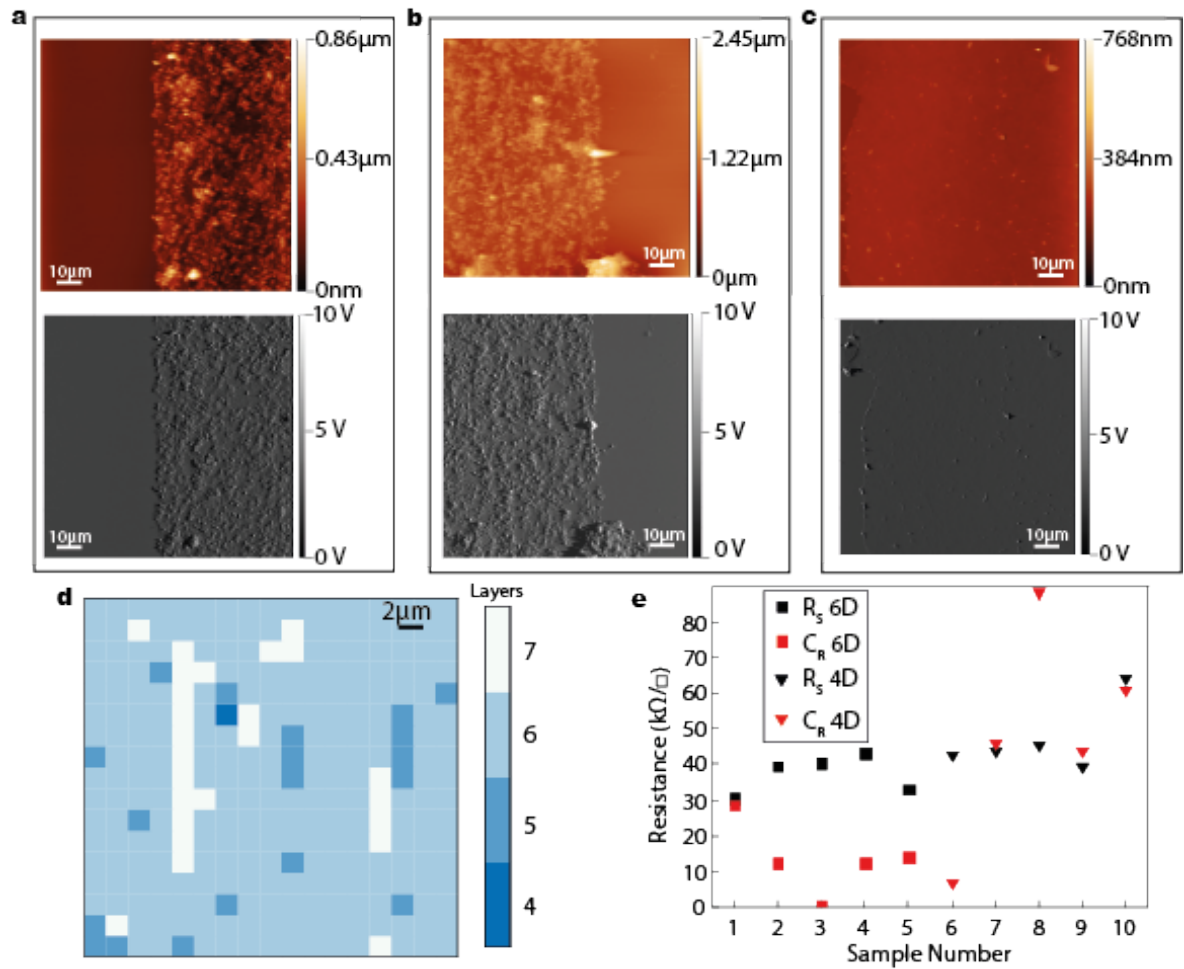 a
0.86µm
0.43µm
0nm
10µm
10 V
5 V
0 V
10µm
b
2.45µm
1.22µm
0µm
10µm
10 V
5 V
0 V
10µm
c
768nm
384nm
0nm
10µm
10 V
5 V
0 V
10µm
d
2µm
Layers
7
6
5
4
e
Rₛ 6D
Cᵣ 6D
Rₛ 4D
Cᵣ 4D
Resistance (kΩ/□)
80
70
60
50
40
30
20
10
0
1 2 3 4 5 6 7 8 9 10
Sample Number